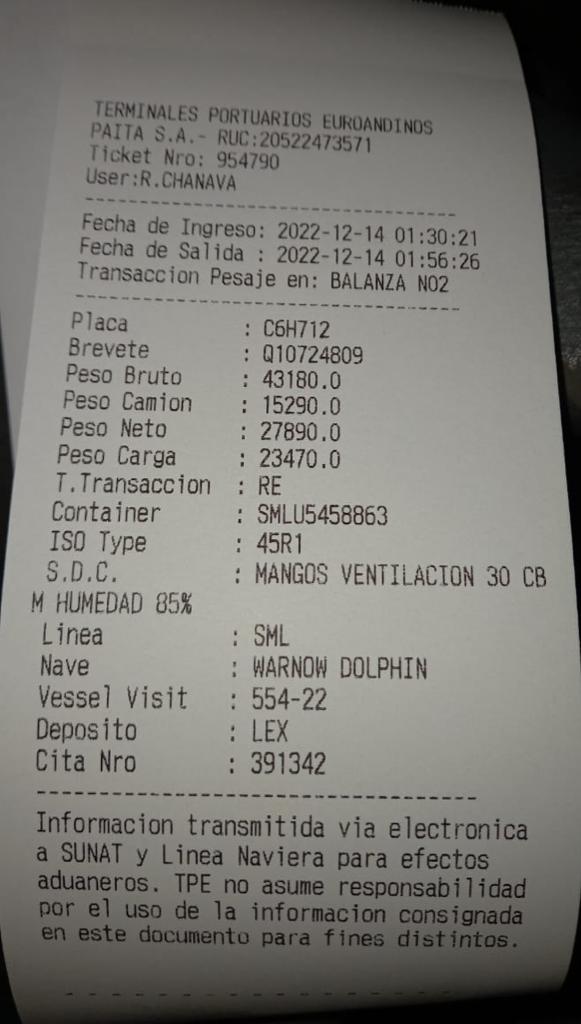 TERMINALES PORTUARIOS EUROANDINOS
PAITA S.A.- RUC:20522473571
Ticket Nro: 954790
User:R.CHANAVA
Fecha de Ingreso: 2022-12-14 01:30:21
Fecha de Salida : 2022-12-14 01:56:26
Transaccion Pesaje en: BALANZA NO2
Placa : C6H712
Brevete : Q10724809
Peso Bruto : 43180.0
Peso Camion : 15290.0
Peso Neto : 27890.0
Peso Carga : 23470.0
T.Transaccion : RE
Container : SMLU5458863
ISO Type : 45R1
S.D.C. : MANGOS VENTILACION 30 CB
M HUMEDAD 85%
Linea : SML
Nave : WARNOW DOLPHIN
Vessel Visit : 554-22
Deposito : LEX
Cita Nro : 391342
Informacion transmitida via electronica
a SUNAT y Linea Naviera para efectos
aduaneros. TPE no asume responsabilidad
por el uso de la informacion consignada
en este documento para fines distintos.